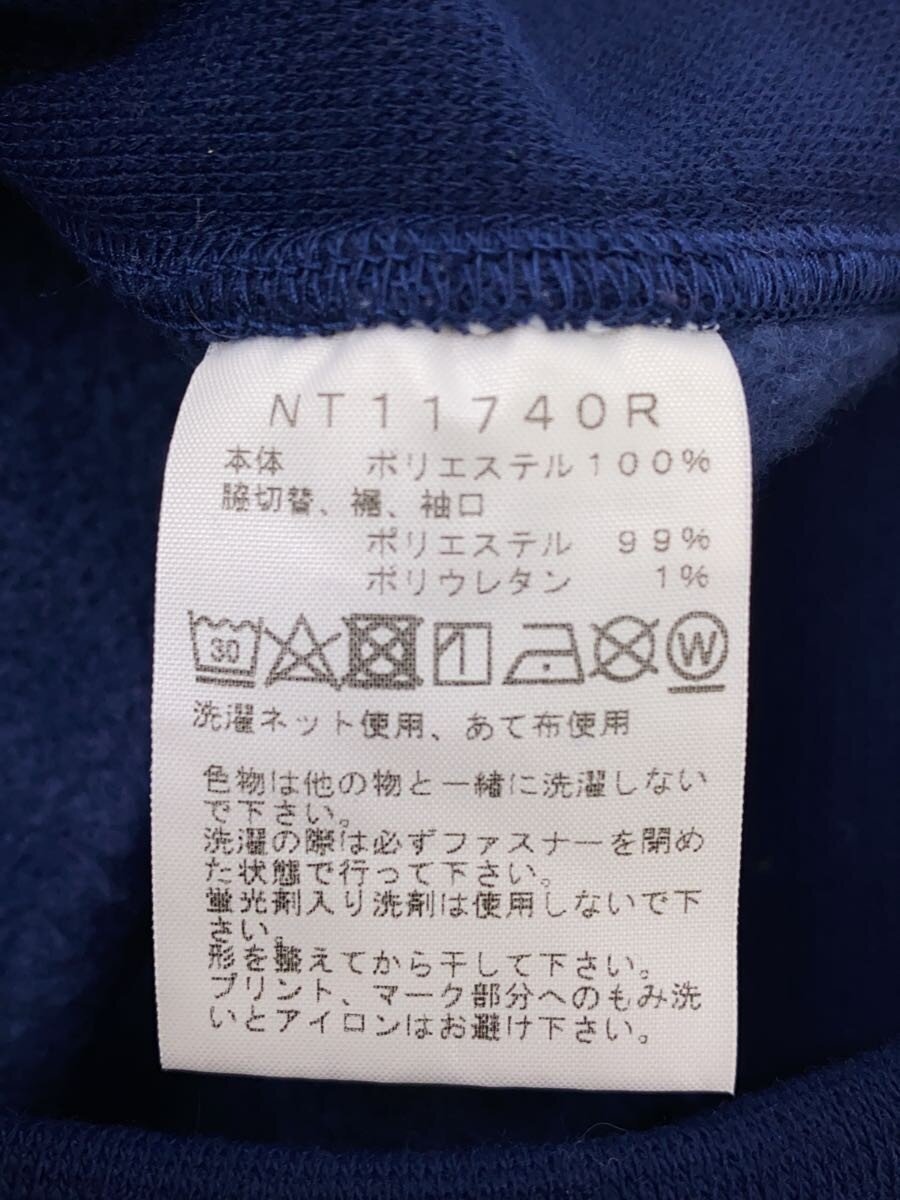 NT11740R
本体 ポリエステル100%
脇切替、裾、袖口
ポリエステル 99%
ポリウレタン 1%
30 W
洗濯ネット使用、あて布使用
色物は他の物と一緒に洗濯しない
で下さい。
洗濯の際は必ずファスナーを閉め
た状態で行って下さい。
蛍光剤入り洗剤は使用しないで下
さい。
形を整えてから干して下さい。
プリント、マーク部分へのもみ洗
いとアイロンはお避け下さい。